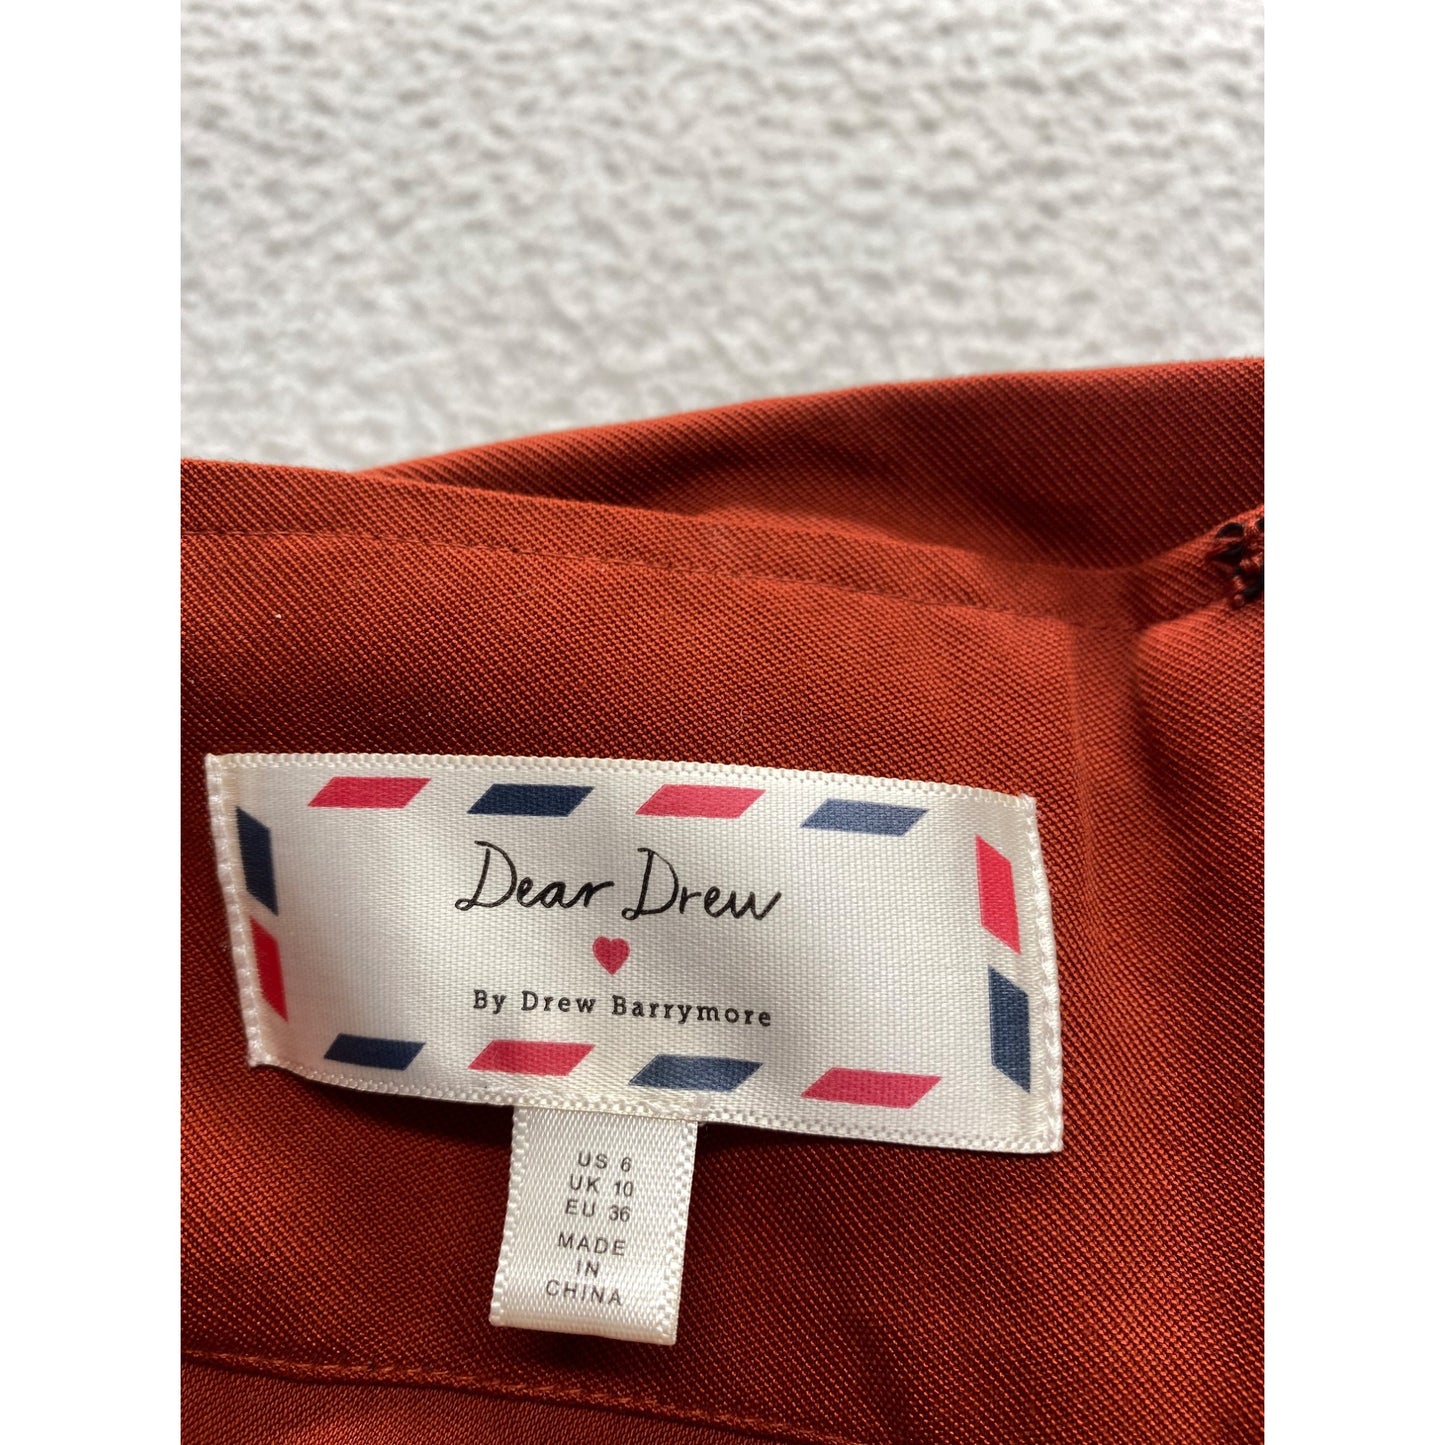 Dear Drew
By Drew Barrymore
US 6
UK 10
EU 36
MADE
IN
CHINA